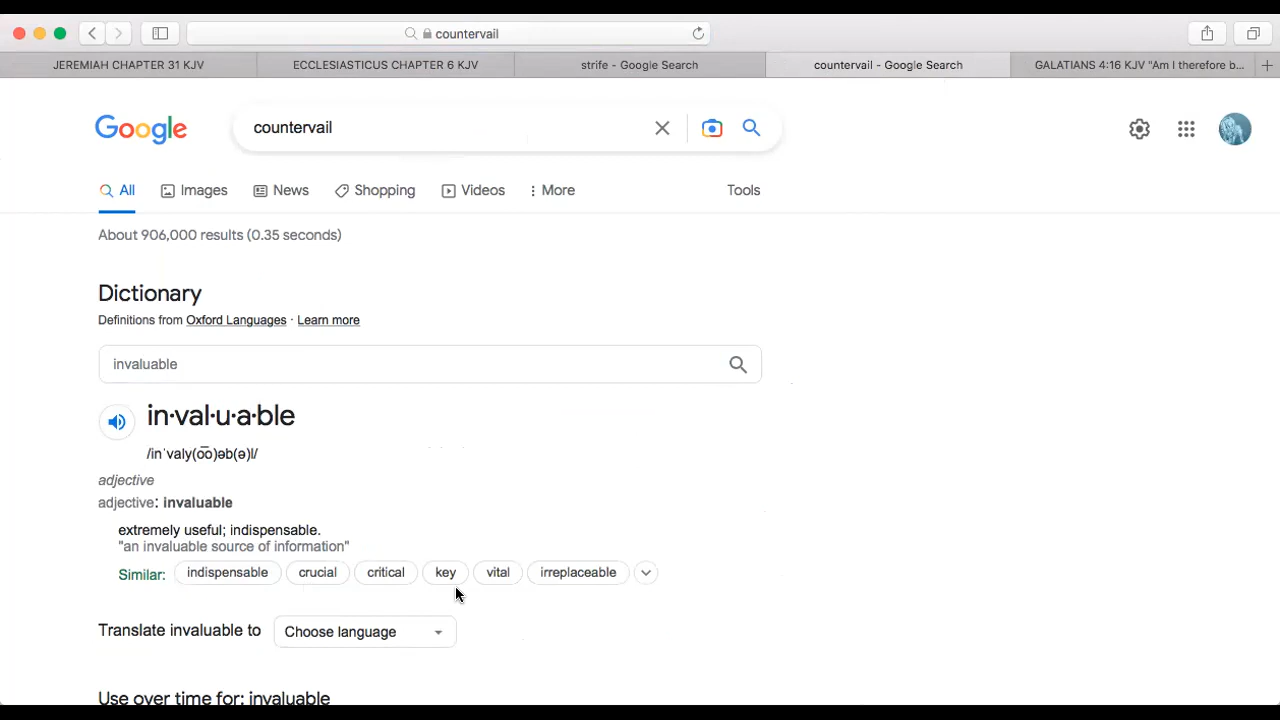 countervail
JEREMIAH CHAPTER 31 KJV
ECCLESIASTICUS CHAPTER 6 KJV
strife - Google Search
countervail - Google Search
GALATIANS 4:16 KJV "Am I therefore b...
Google
countervail
All
Images
News
Shopping
Videos
More
Tools
About 906,000 results (0.35 seconds)
Dictionary
Definitions from Oxford Languages · Learn more
invaluable
in·val·u·a·ble
/inˈvaly(o͞o)əb(ə)l/
adjective
adjective: invaluable
extremely useful; indispensable.
"an invaluable source of information"
Similar: indispensable crucial critical key vital irreplaceable
Translate invaluable to Choose language
Use over time for: invaluable